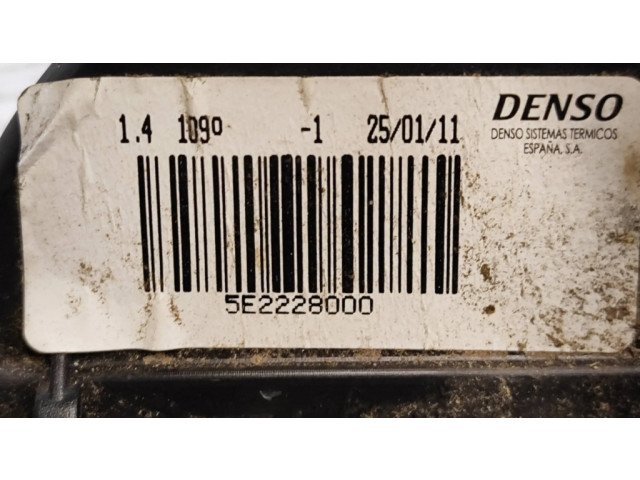 1.4 109º -1 25/01/11
DENSO
DENSO SISTEMAS TERMICOS
ESPAÑA, S.A.
5E2228000